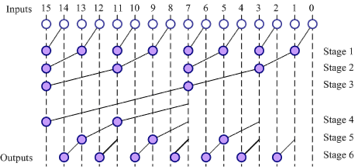 Inputs 15 14 13 12 11 10 9 8 7 6 5 4 3 2 1 0
Stage 1
Stage 2
Stage 3
Stage 4
Stage 5
Outputs Stage 6